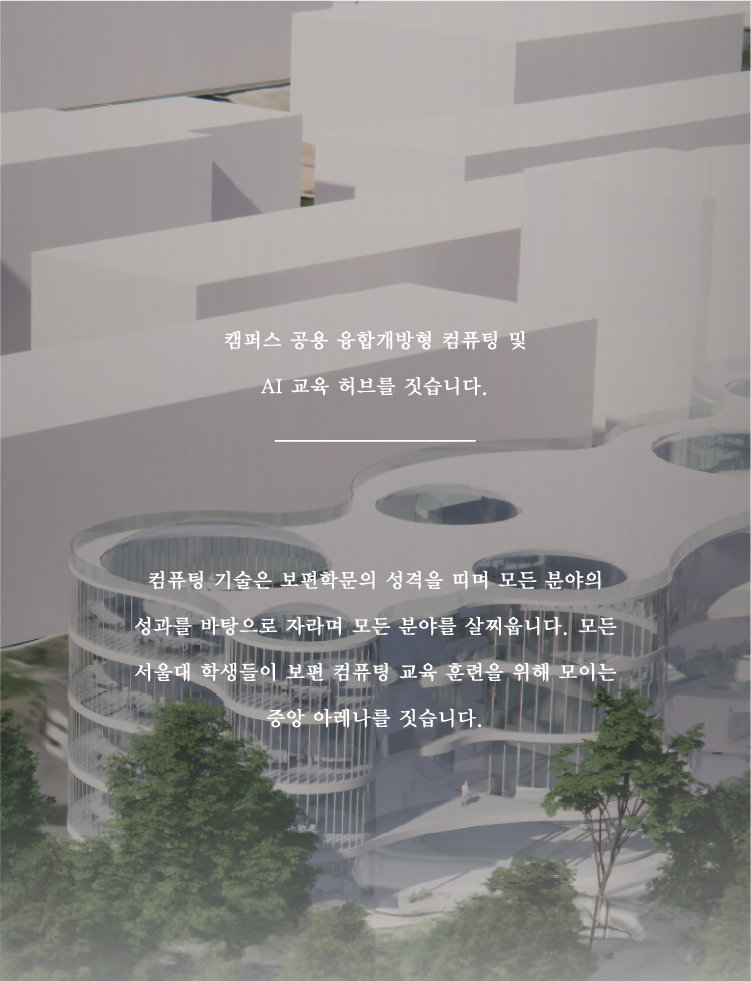 캠퍼스 공용 융합개방형 컴퓨팅 및
AI 교육 허브를 짓습니다.
컴퓨팅 기술은 보편학문의 성격을 띠며 모든 분야의
성과를 바탕으로 자라며 모든 분야를 살찌웁니다. 모든
서울대 학생들이 보편 컴퓨팅 교육 훈련을 위해 모이는
중앙 아레나를 짓습니다.